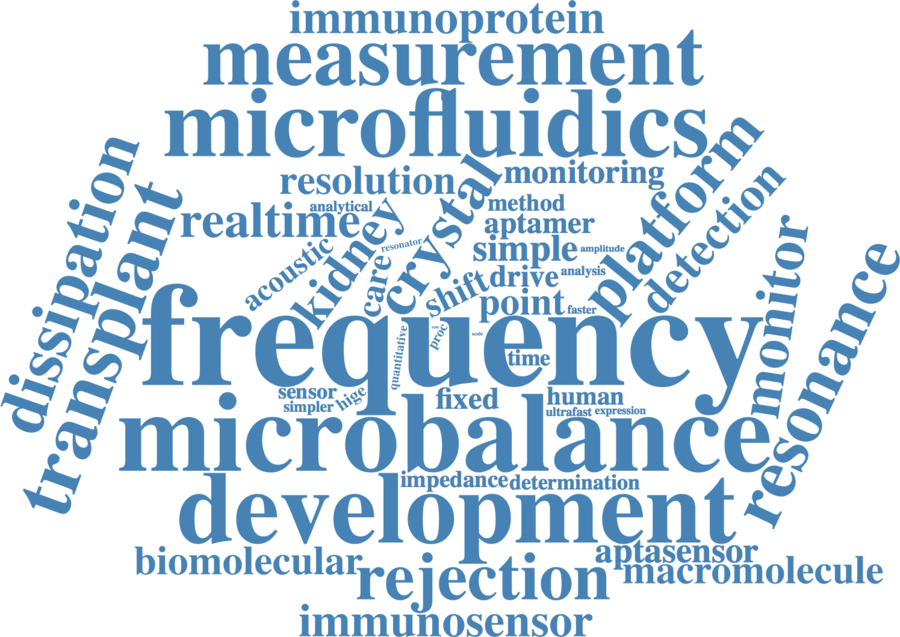 immunoprotein
measurement
microfluidics
dissipation
transplant
resolution
monitoring
platform
detection
analytical
realtime
kidney
crystal
method
aptamer
resonator
simple
amplitude
acoustic
care
shift
drive
analysis
point
faster
monitor
resonance
frequency
quantitative
proc
time
sensor
simpler
hige
fixed
human
ultrafast
expression
microbalance
impedance
determination
development
biomolecular
rejection
aptasensor
macromolecule
immunosensor